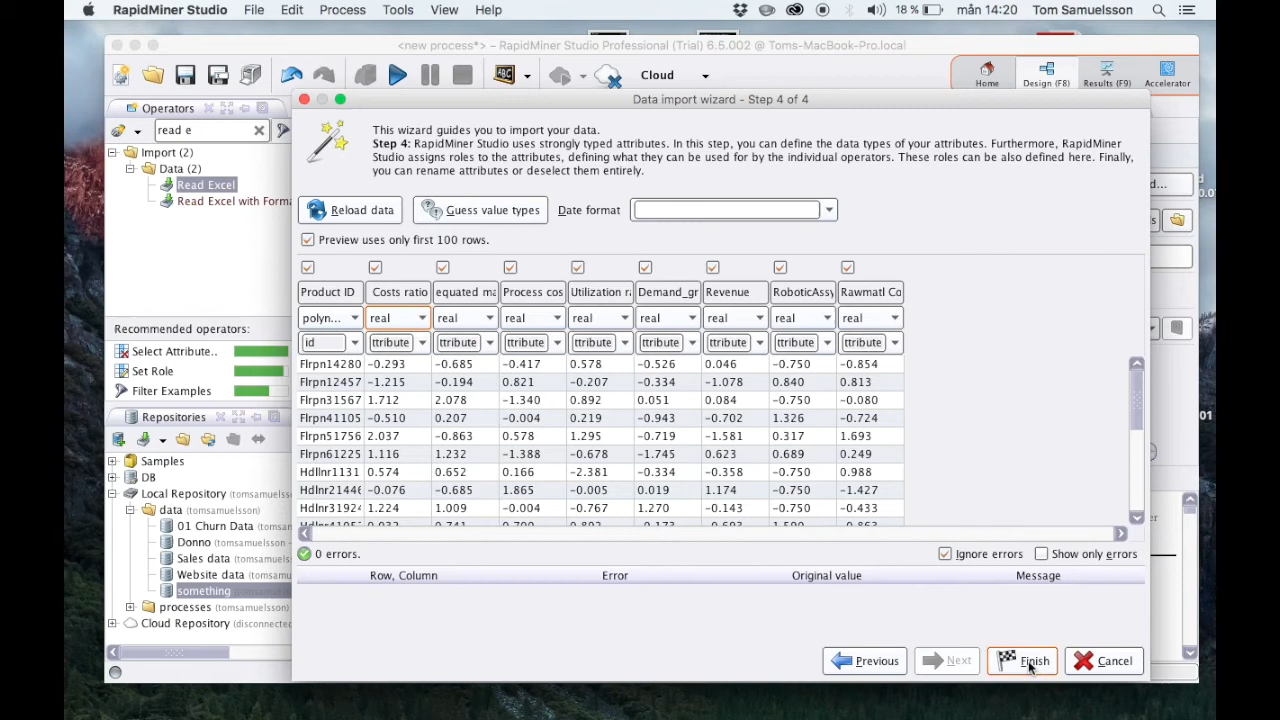 RapidMiner Studio File Edit Process Tools View Help 18 % mån 14:20 Tom Samuelsson
<new process*> – RapidMiner Studio Professional (Trial) 6.5.002 @ Toms-MacBook-Pro.local
Cloud
Home Design (F8) Results (F9) Accelerator
Operators
read e
Import (2)
Data (2)
Read Excel
Read Excel with Forma
Recommended operators:
Select Attribute..
Set Role
Filter Examples
Repositories
Samples
DB
Local Repository (tomsamuelsson)
data (tomsamuelsson)
01 Churn Data (tomsam
Donno (tomsamuelsson –
Sales data (tomsamuels
Website data (tomsam
something
processes (tomsamuelsson)
Cloud Repository (disconnected
Data import wizard - Step 4 of 4
This wizard guides you to import your data.
Step 4: RapidMiner Studio uses strongly typed attributes. In this step, you can define the data types of your attributes. Furthermore, RapidMiner
Studio assigns roles to the attributes, defining what they can be used for by the individual operators. These roles can be also defined here. Finally,
you can rename attributes or deselect them entirely.
Reload data Guess value types Date format
Preview uses only first 100 rows.
Product ID Costs ratio equated ma Process cos Utilization r Demand_gr Revenue RoboticAssy Rawmatl Co
polyn... real real real real real real real real
id ttribute ttribute ttribute ttribute ttribute ttribute ttribute ttribute
Flrpn14280 −0.293 −0.685 −0.417 0.578 −0.526 0.046 −0.750 −0.854
Flrpn12457 −1.215 −0.194 0.821 −0.207 −0.334 −1.078 0.840 0.813
Flrpn31567 1.712 2.078 −1.340 0.892 0.051 0.084 −0.750 −0.080
Flrpn41105 −0.510 0.207 −0.004 0.219 −0.943 −0.702 1.326 −0.724
Flrpn51756 2.037 −0.863 0.578 1.295 −0.719 −1.581 0.317 1.693
Flrpn61225 1.116 1.232 −1.388 −0.678 −1.745 0.623 0.689 0.249
Hdllnr1131 0.574 0.652 0.166 −2.381 −0.334 −0.358 −0.750 0.988
Hdlnr21446 −0.076 −0.685 1.865 −0.005 0.019 1.174 −0.750 −1.427
Hdlnr31924 1.224 1.009 −0.004 −0.767 1.270 −0.143 −0.750 −0.433
0 errors. Ignore errors Show only errors
Row, Column Error Original value Message
Previous Next Finish Cancel